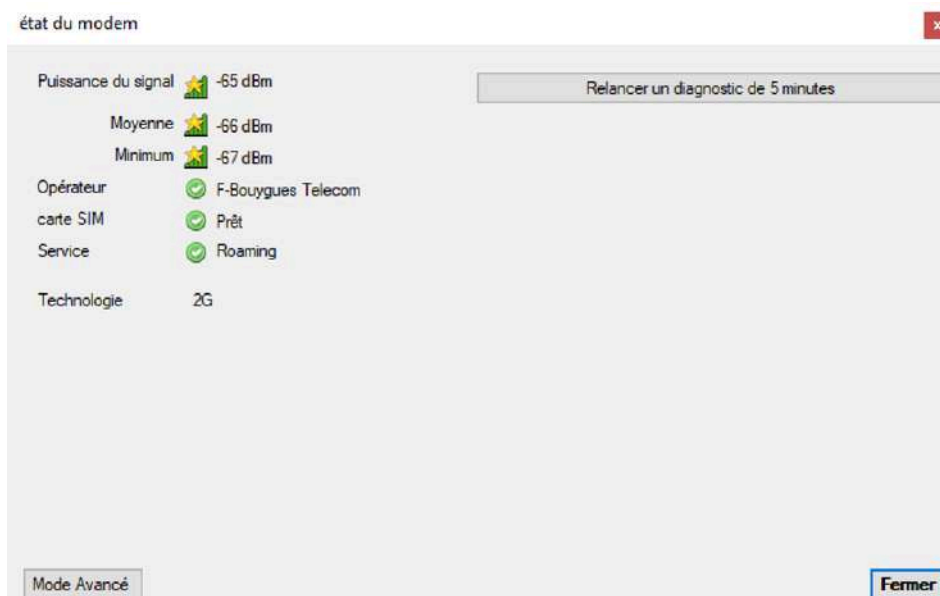 état du modem
x
Puissance du signal -65 dBm
Relancer un diagnostic de 5 minutes
Moyenne -66 dBm
Minimum -67 dBm
Opérateur F-Bouygues Telecom
carte SIM Prêt
Service Roaming
Technologie 2G
Mode Avancé
Fermer